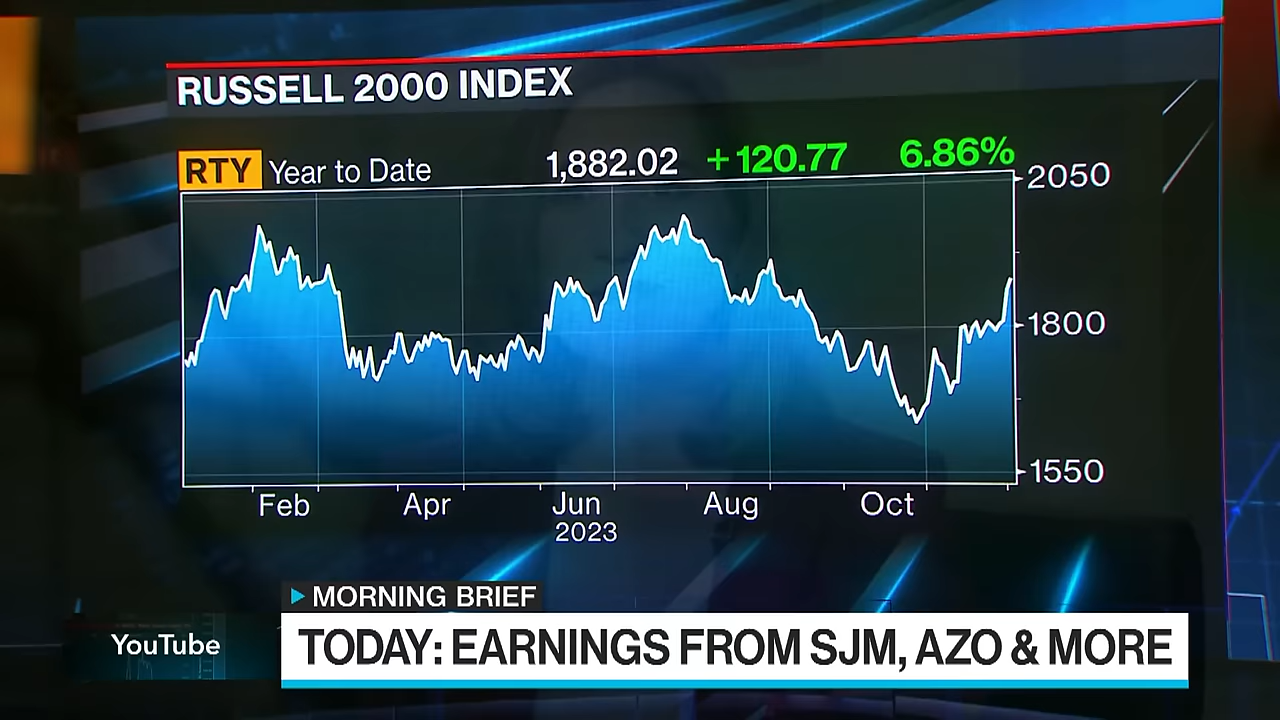 RUSSELL 2000 INDEX
RTY Year to Date 1,882.02 +120.77 6.86%
2050
1800
1550
Feb Apr Jun Aug Oct
2023
MORNING BRIEF
YouTube
TODAY: EARNINGS FROM SJM, AZO & MORE